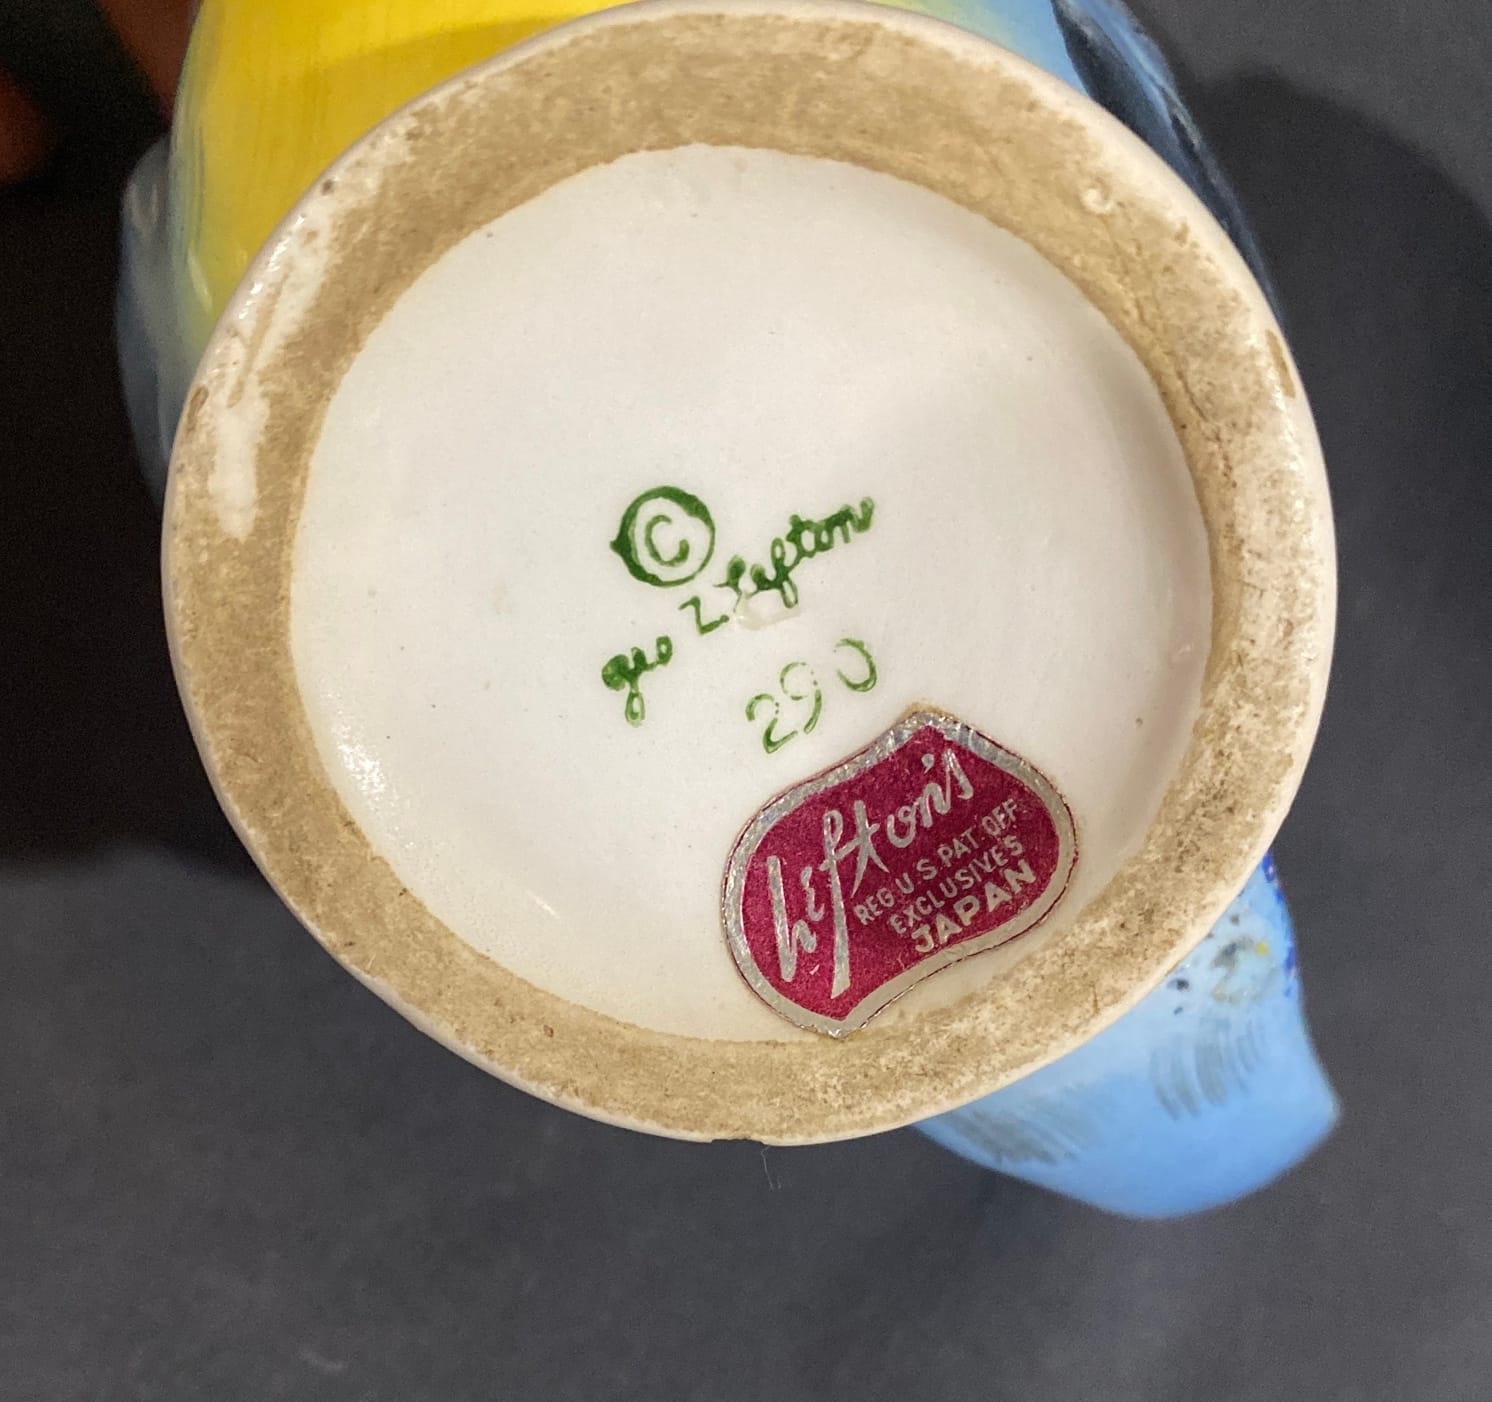 ©
geo Z Lefton
290
Lefton's
REG U.S. PAT. OFF.
EXCLUSIVES
JAPAN